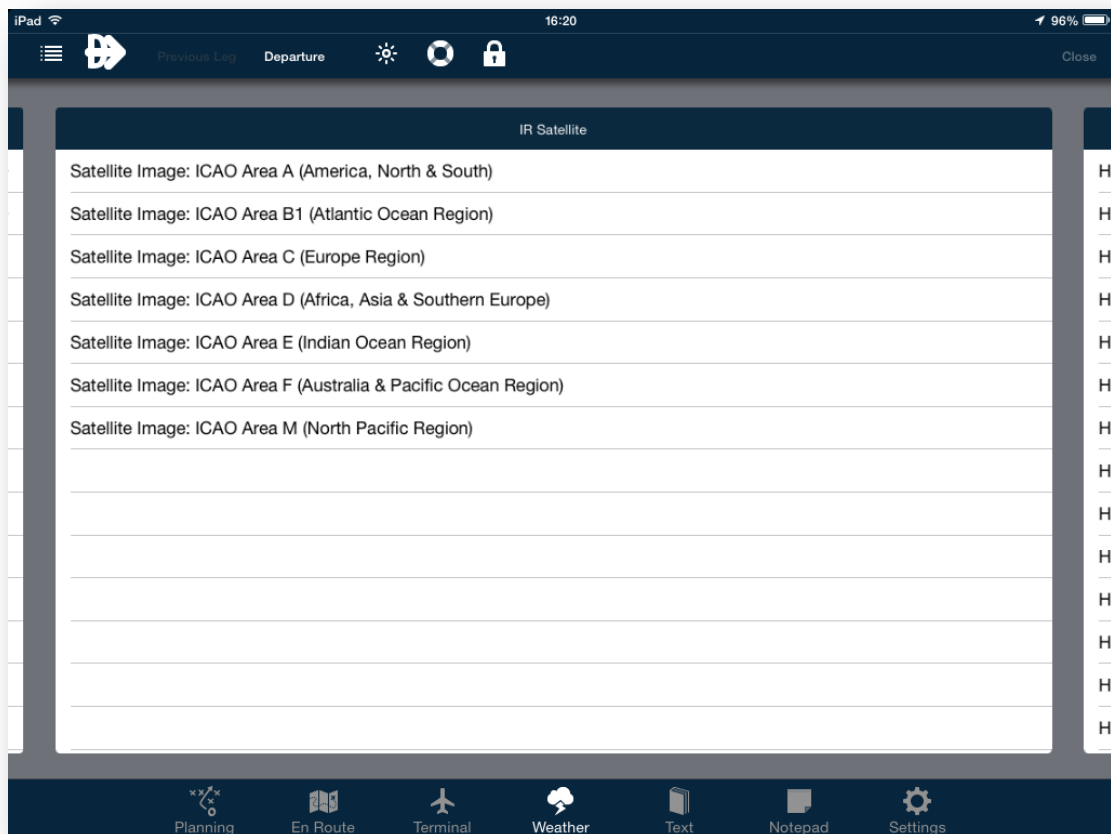 iPad 16:20 96%
Previous Leg Departure Close
IR Satellite
Satellite Image: ICAO Area A (America, North & South)
H
Satellite Image: ICAO Area B1 (Atlantic Ocean Region)
H
Satellite Image: ICAO Area C (Europe Region)
H
Satellite Image: ICAO Area D (Africa, Asia & Southern Europe)
H
Satellite Image: ICAO Area E (Indian Ocean Region)
H
Satellite Image: ICAO Area F (Australia & Pacific Ocean Region)
H
Satellite Image: ICAO Area M (North Pacific Region)
H
H
H
H
H
H
H
H
Planning En Route Terminal Weather Text Notepad Settings